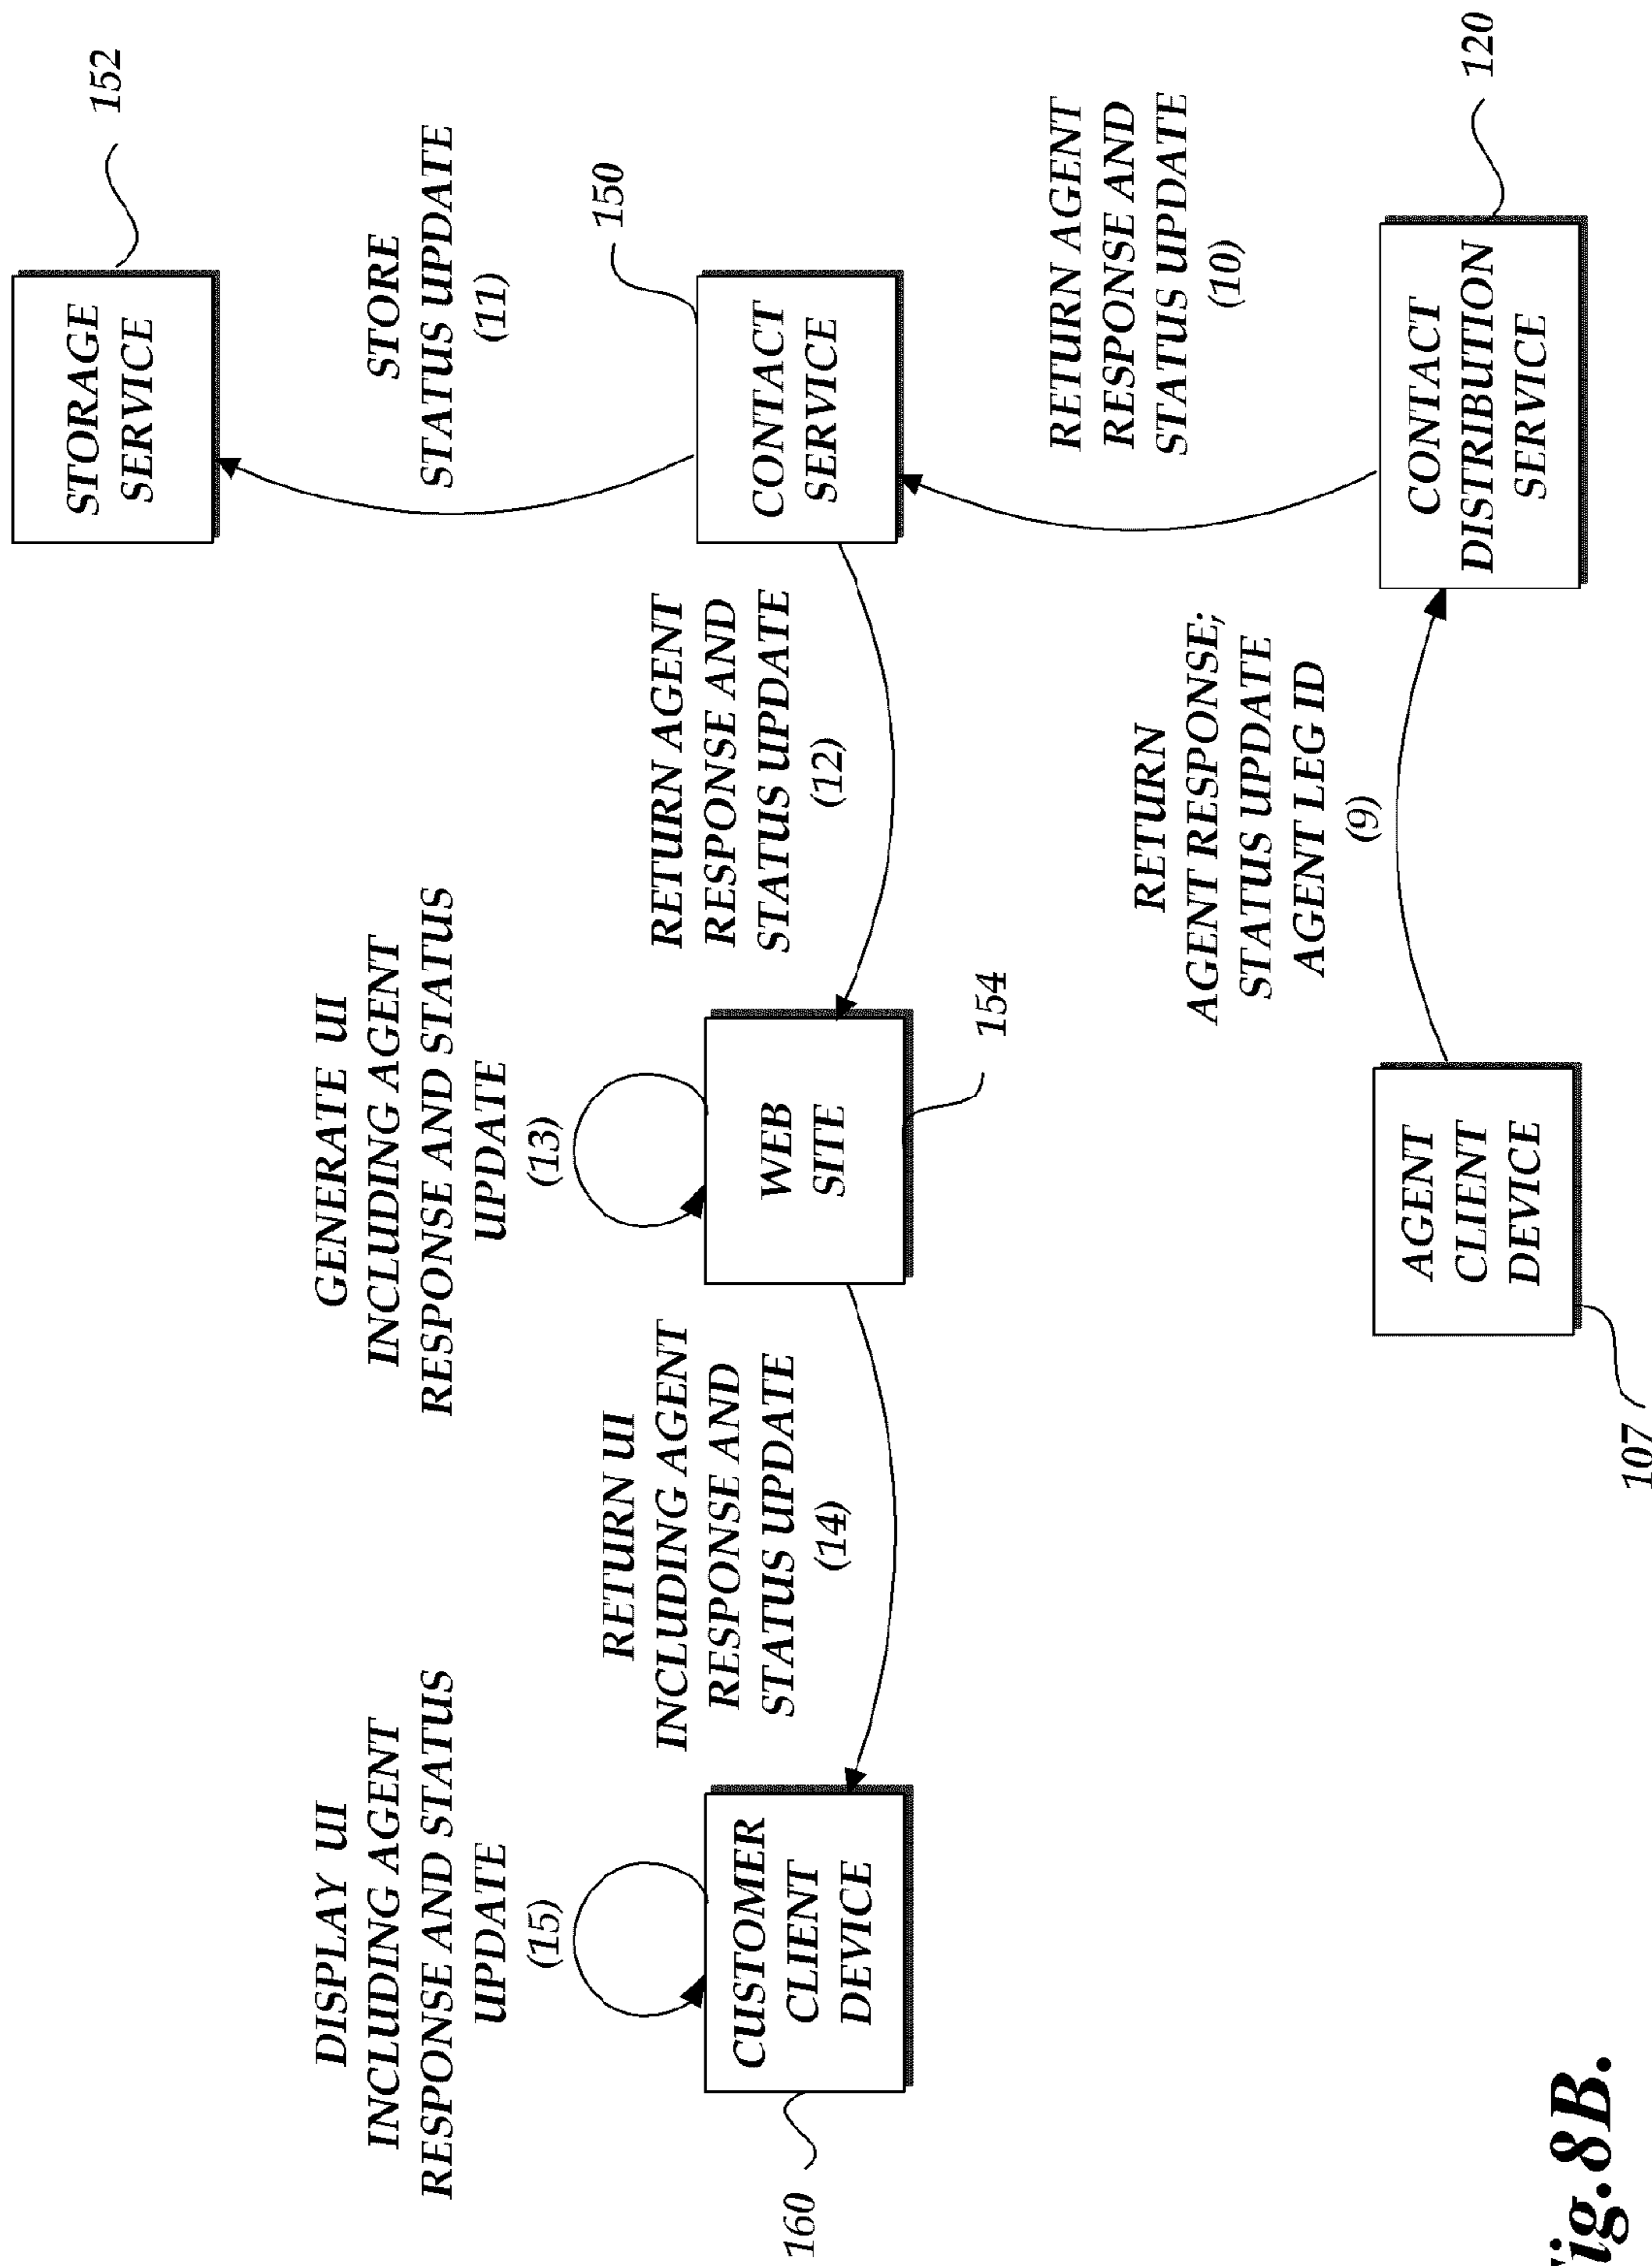 DISPLAY UI
INCLUDING AGENT
RESPONSE AND STATUS
UPDATE
(15)
GENERATE UI
INCLUDING AGENT
RESPONSE AND STATUS
UPDATE
(13)
STORAGE
SERVICE
152
STORE
STATUS UPDATE
(11)
RETURN UI
INCLUDING AGENT
RESPONSE AND
STATUS UPDATE
(14)
RETURN AGENT
RESPONSE AND
STATUS UPDATE
(12)
150
160
CUSTOMER
CLIENT
DEVICE
WEB
SITE
154
CONTACT
SERVICE
RETURN AGENT
RESPONSE AND
STATUS UPDATE
(10)
RETURN
AGENT RESPONSE;
STATUS UPDATE
AGENT LEG ID
(9)
107
AGENT
CLIENT
DEVICE
CONTACT
DISTRIBUTION
SERVICE
120
Fig.8B.